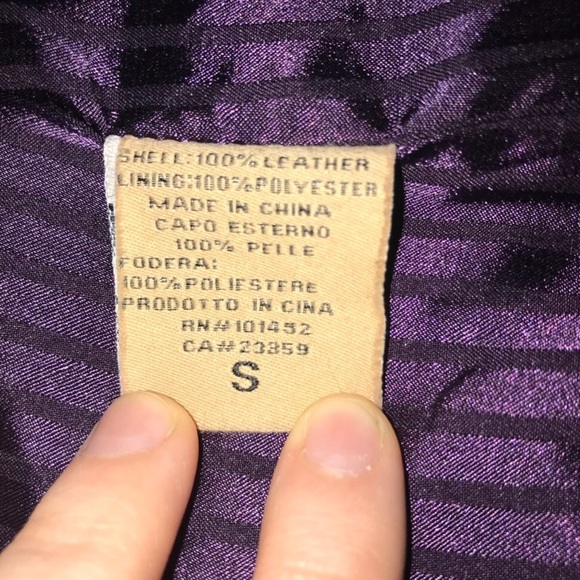 SHELL:100% LEATHER
LINING:100%POLYESTER
MADE IN CHINA
CAPO ESTERNO
100% PELLE
FODERA:
100%POLIESTERE
PRODOTTO IN CINA
RN#101452
CA#23359
S